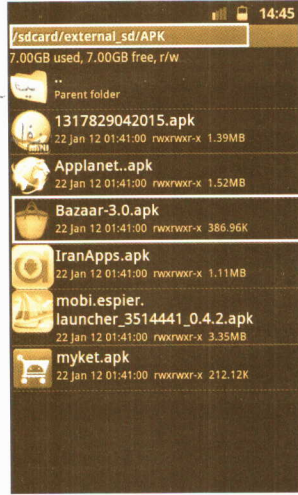 14:45
/sdcard/external_sd/APK
7.00GB used, 7.00GB free, r/w
..
Parent folder
1317829042015.apk
22 Jan 12 01:41:00 rwxrwxr-x 1.39MB
Applanet..apk
22 Jan 12 01:41:00 rwxrwxr-x 1.52MB
Bazaar-3.0.apk
22 Jan 12 01:41:00 rwxrwxr-x 386.96K
IranApps.apk
22 Jan 12 01:41:00 rwxrwxr-x 1.11MB
mobi.espier.
launcher_3514441_0.4.2.apk
22 Jan 12 01:41:00 rwxrwxr-x 3.35MB
myket.apk
22 Jan 12 01:41:00 rwxrwxr-x 212.12K